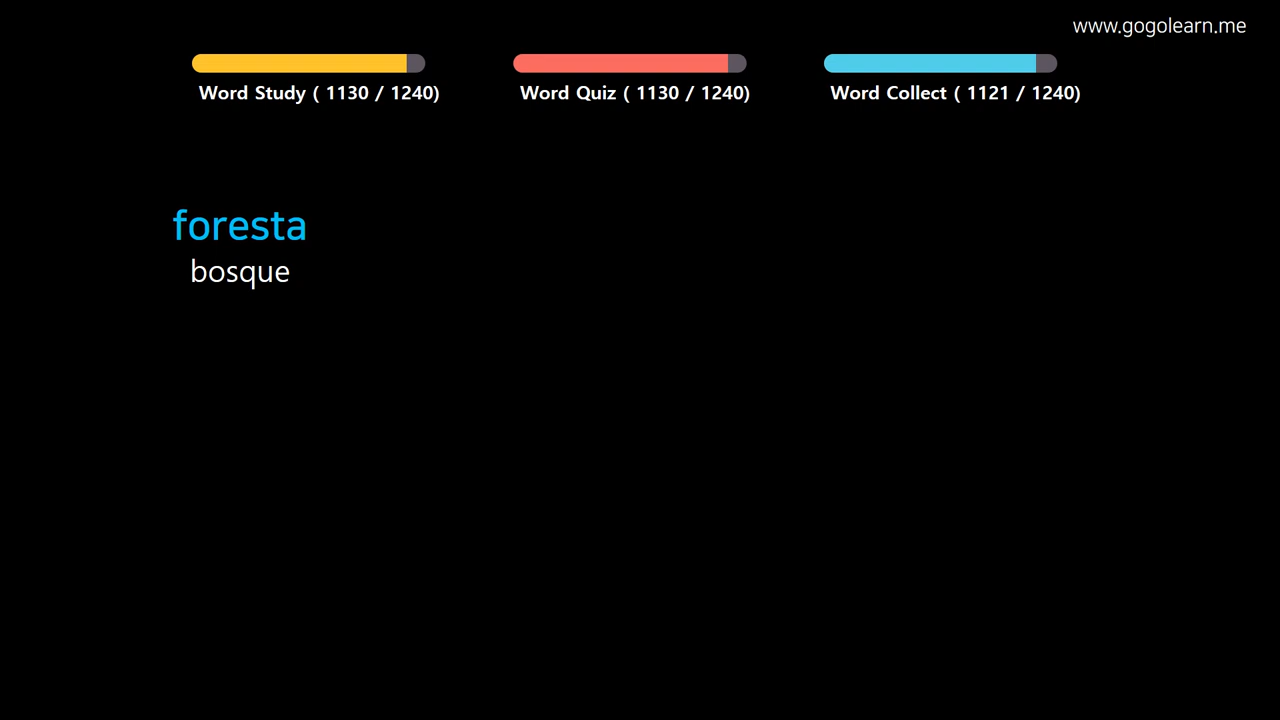 www.gogolearn.me
Word Study ( 1130 / 1240)
Word Quiz ( 1130 / 1240)
Word Collect ( 1121 / 1240)
foresta
bosque